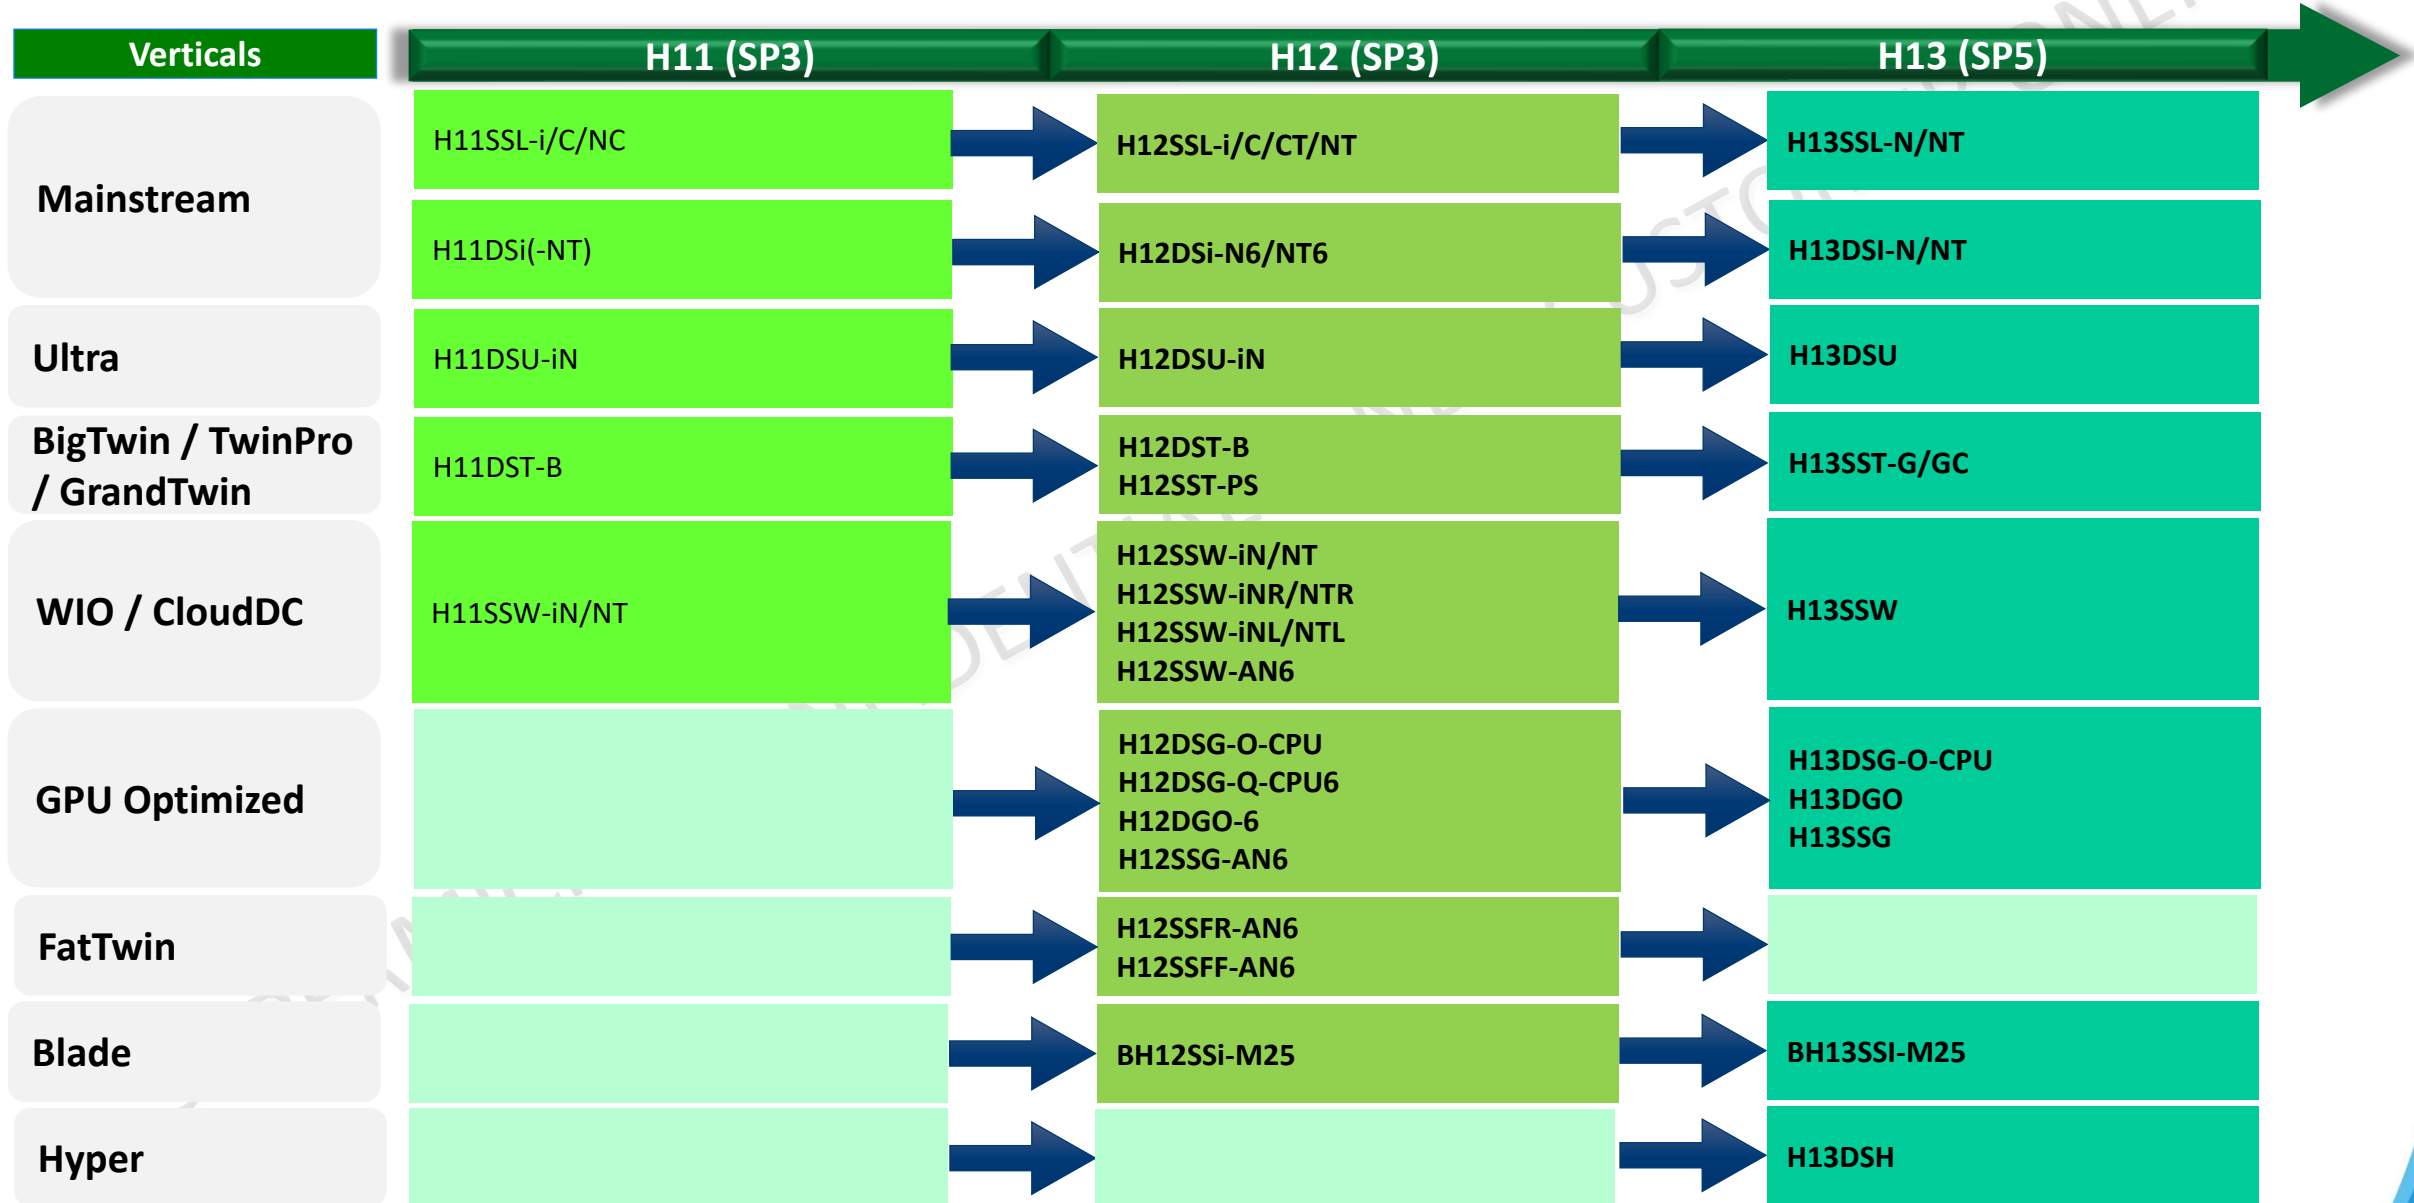 Verticals
H11 (SP3)
H12 (SP3)
H13 (SP5)
Mainstream
H11SSL-i/C/NC
H12SSL-i/C/CT/NT
H13SSL-N/NT
H11DSi(-NT)
H12DSi-N6/NT6
H13DSI-N/NT
Ultra
H11DSU-iN
H12DSU-iN
H13DSU
BigTwin / TwinPro
/ GrandTwin
H11DST-B
H12DST-B
H12SST-PS
H13SST-G/GC
WIO / CloudDC
H11SSW-iN/NT
H12SSW-iN/NT
H12SSW-iNR/NTR
H12SSW-iNL/NTL
H12SSW-AN6
H13SSW
GPU Optimized
H12DSG-O-CPU
H12DSG-Q-CPU6
H12DGO-6
H12SSG-AN6
H13DSG-O-CPU
H13DGO
H13SSG
FatTwin
H12SSFR-AN6
H12SSFF-AN6
Blade
BH12SSi-M25
BH13SSI-M25
Hyper
H13DSH